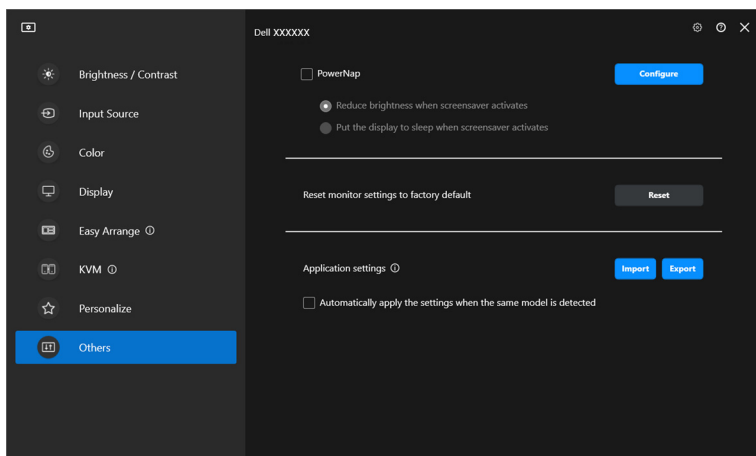 Dell XXXXXX
Brightness / Contrast
Input Source
Color
Display
Easy Arrange
KVM
Personalize
Others
PowerNap
Configure
Reduce brightness when screensaver activates
Put the display to sleep when screensaver activates
Reset monitor settings to factory default
Reset
Application settings
Import
Export
Automatically apply the settings when the same model is detected